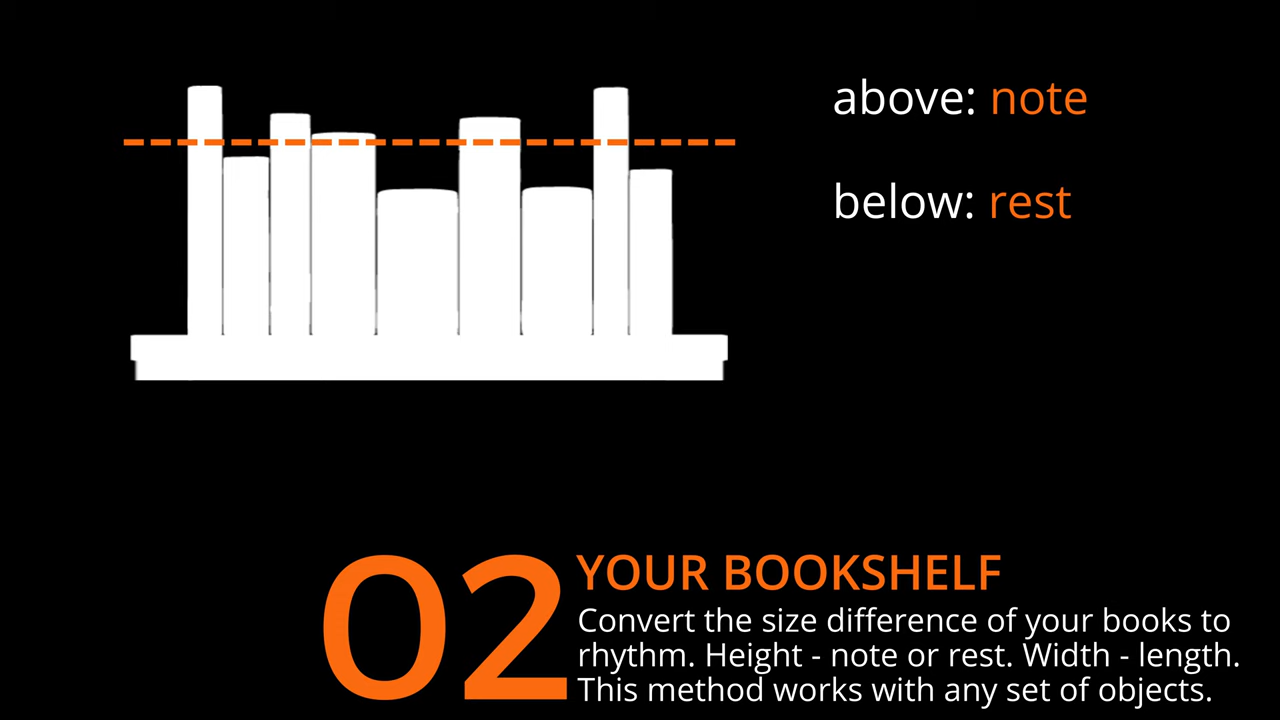 above: note
below: rest
02
YOUR BOOKSHELF
Convert the size difference of your books to
rhythm. Height - note or rest. Width - length.
This method works with any set of objects.